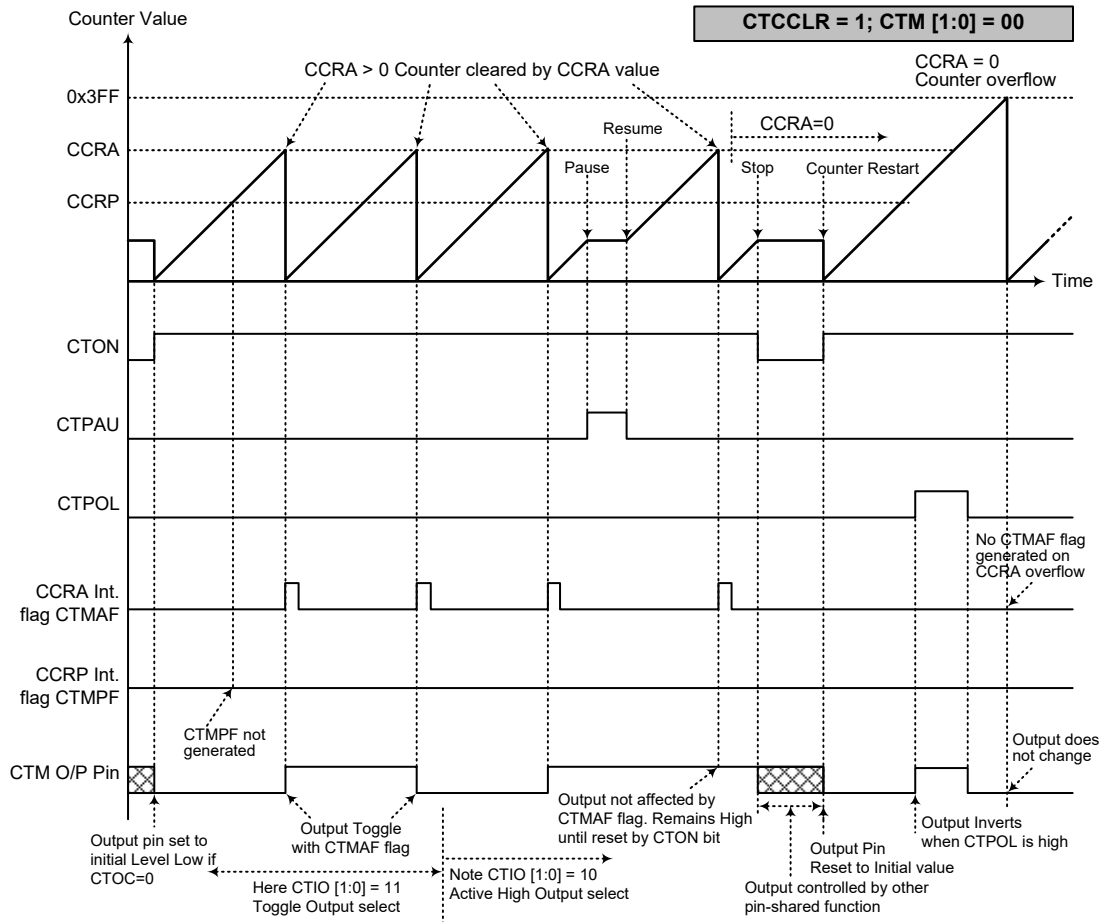 Counter Value
CTCCLR = 1; CTM [1:0] = 00
CCRA > 0 Counter cleared by CCRA value
CCRA = 0
Counter overflow
0x3FF
Resume
CCRA=0
CCRA
Pause
Stop
Counter Restart
CCRP
Time
CTON
CTPAU
CTPOL
No CTMAF flag
generated on
CCRA overflow
CCRA Int.
flag CTMAF
CCRP Int.
flag CTMPF
CTMPF not
generated
CTM O/P Pin
Output does
not change
Output pin set to
initial Level Low if
CTOC=0
Output Toggle
with CTMAF flag
Output not affected by
CTMAF flag. Remains High
until reset by CTON bit
Output Inverts
when CTPOL is high
Output Pin
Reset to Initial value
Here CTIO [1:0] = 11
Toggle Output select
Note CTIO [1:0] = 10
Active High Output select
Output controlled by other
pin-shared function